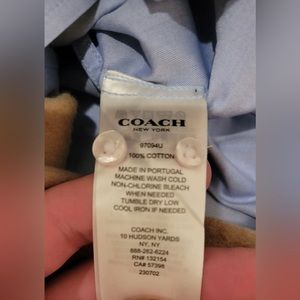 COACH
NEW YORK
97094U
100% COTTON
MADE IN PORTUGAL
MACHINE WASH COLD
NON-CHLORINE BLEACH
WHEN NEEDED
TUMBLE DRY LOW
COOL IRON IF NEEDED
COACH INC.
10 HUDSON YARDS
NY, NY
888-262-6224
RN# 132154
CA# 57398
230702